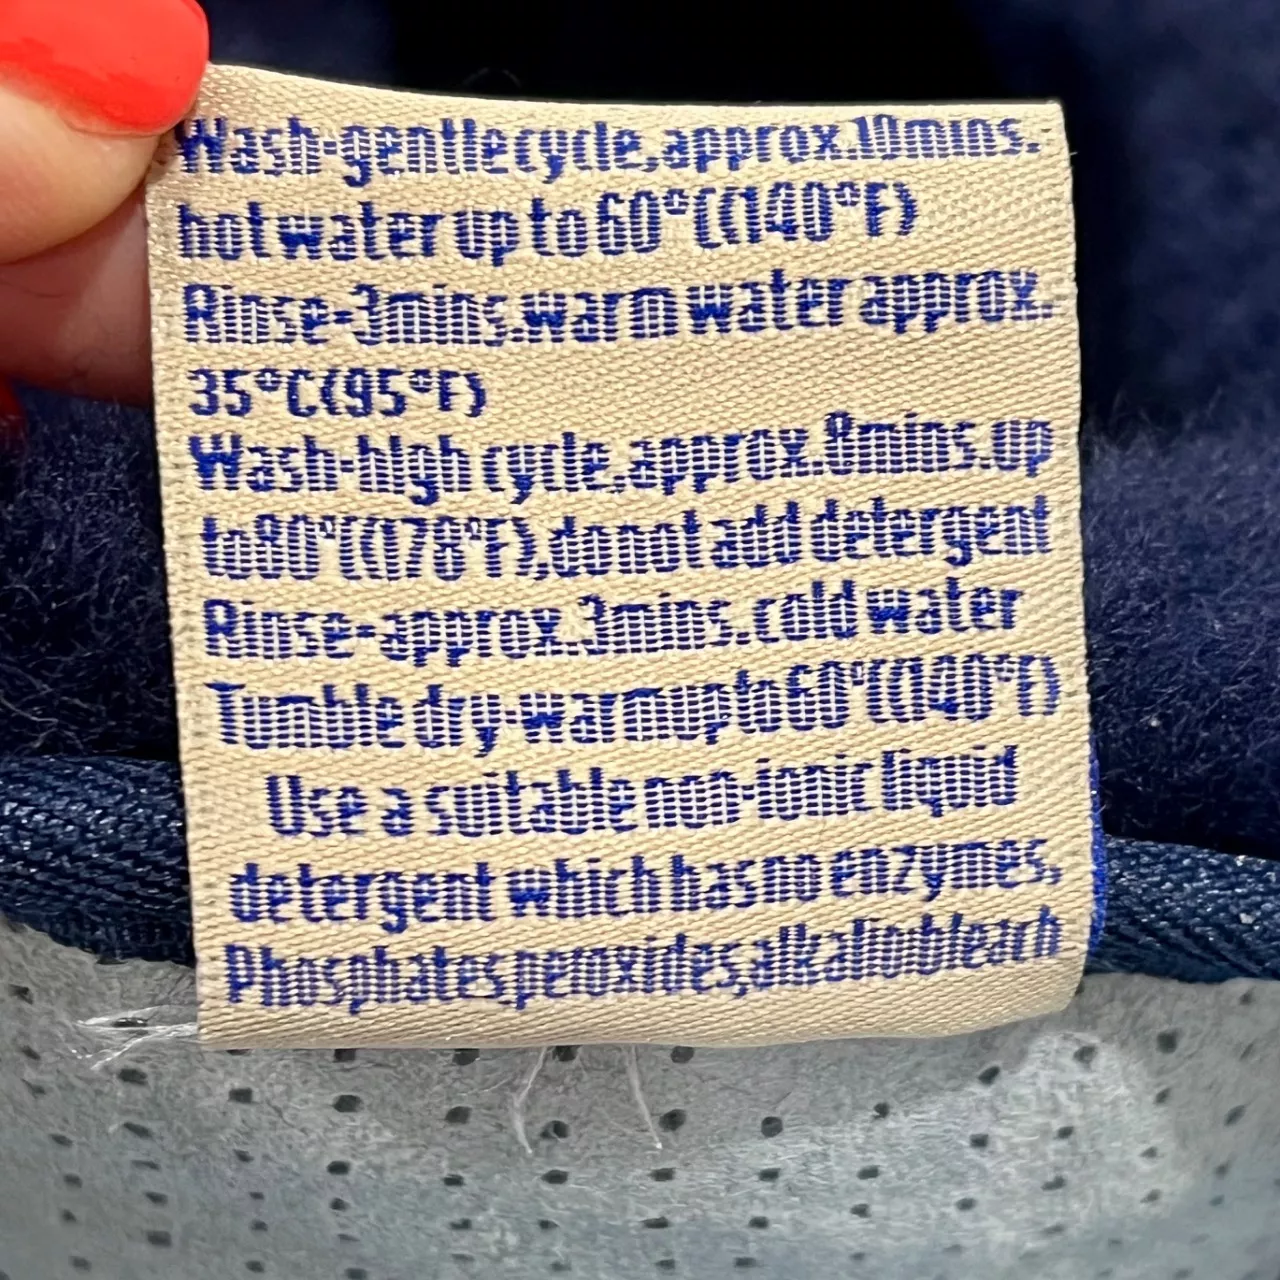 Wash-gentle cycle, approx.10mins.
hot water up to 60°C(140°F)
Rinse-3mins.warm water approx.
35°C(95°F)
Wash-high cycle,approx.8mins.up
to80°C(178°F),do not add detergent
Rinse-approx.3mins.cold water
Tumble dry-warm up to 60°C(140°F)
Use a suitable non-ionic liquid
detergent which has no enzymes.
Phosphates,peroxides,alkalio bleach